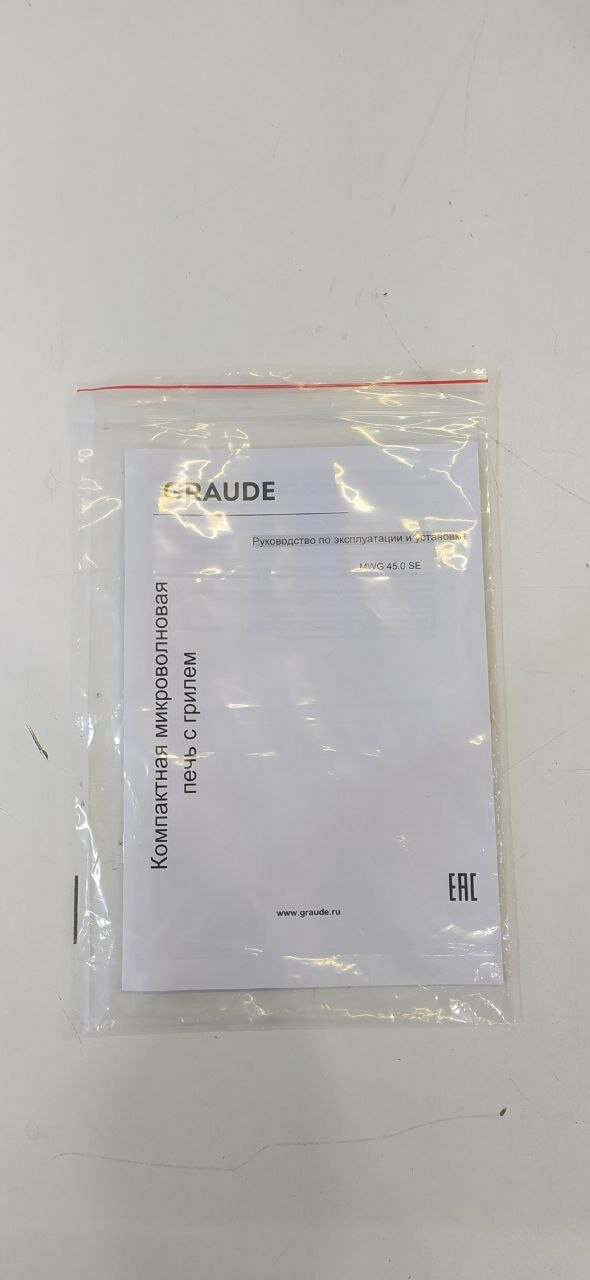 GRAUDE
Руководство по эксплуатации и установке
MWG 45.0 SE
Компактная микроволновая
печь с грилем
EAC
www.graude.ru